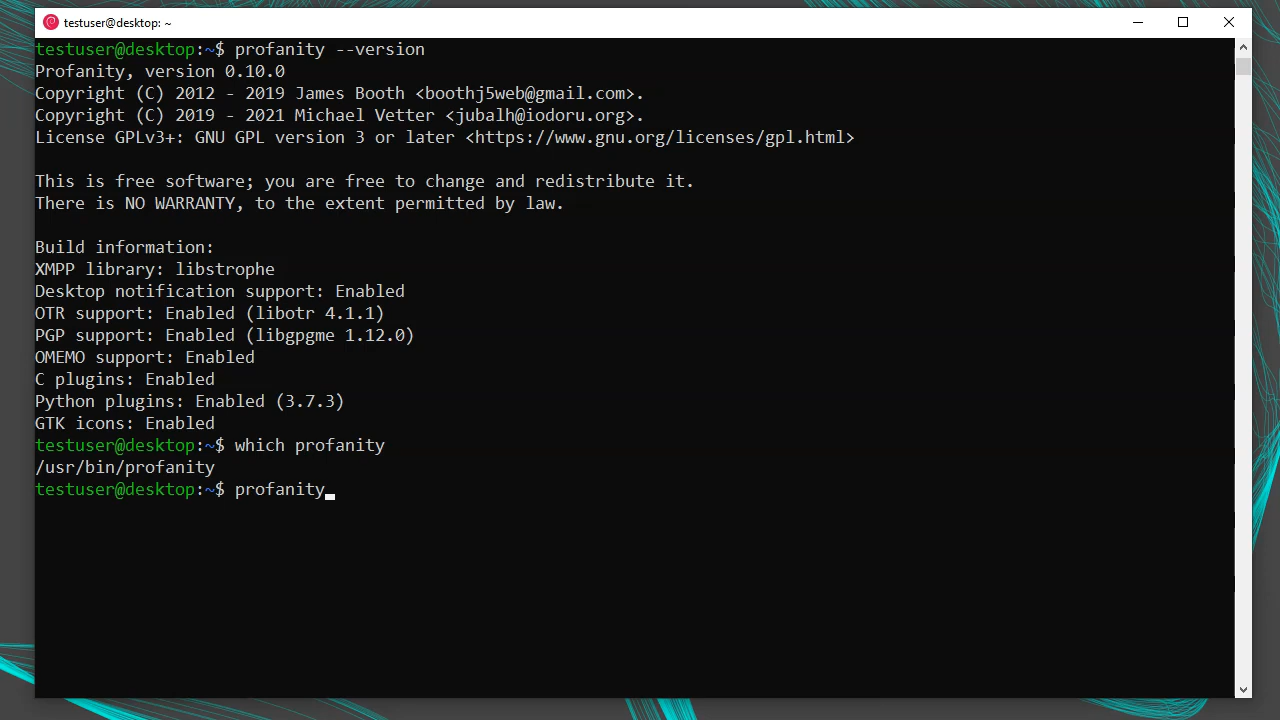 testuser@desktop: ~
testuser@desktop:~$ profanity --version
Profanity, version 0.10.0
Copyright (C) 2012 - 2019 James Booth <boothj5web@gmail.com>.
Copyright (C) 2019 - 2021 Michael Vetter <jubalh@iodoru.org>.
License GPLv3+: GNU GPL version 3 or later <https://www.gnu.org/licenses/gpl.html>

This is free software; you are free to change and redistribute it.
There is NO WARRANTY, to the extent permitted by law.

Build information:
XMPP library: libstrophe
Desktop notification support: Enabled
OTR support: Enabled (libotr 4.1.1)
PGP support: Enabled (libgpgme 1.12.0)
OMEMO support: Enabled
C plugins: Enabled
Python plugins: Enabled (3.7.3)
GTK icons: Enabled
testuser@desktop:~$ which profanity
/usr/bin/profanity
testuser@desktop:~$ profanity